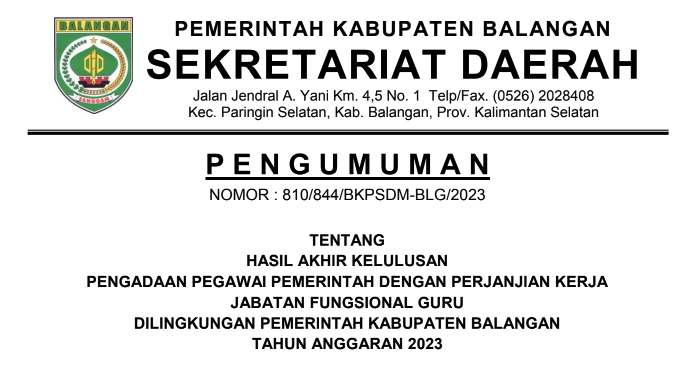 BALANGAN
SANGGAM
PEMERINTAH KABUPATEN BALANGAN
SEKRETARIAT DAERAH
Jalan Jendral A. Yani Km. 4,5 No. 1 Telp/Fax. (0526) 2028408
Kec. Paringin Selatan, Kab. Balangan, Prov. Kalimantan Selatan
PENGUMUMAN
NOMOR : 810/844/BKPSDM-BLG/2023
TENTANG
HASIL AKHIR KELULUSAN
PENGADAAN PEGAWAI PEMERINTAH DENGAN PERJANJIAN KERJA
JABATAN FUNGSIONAL GURU
DILINGKUNGAN PEMERINTAH KABUPATEN BALANGAN
TAHUN ANGGARAN 2023